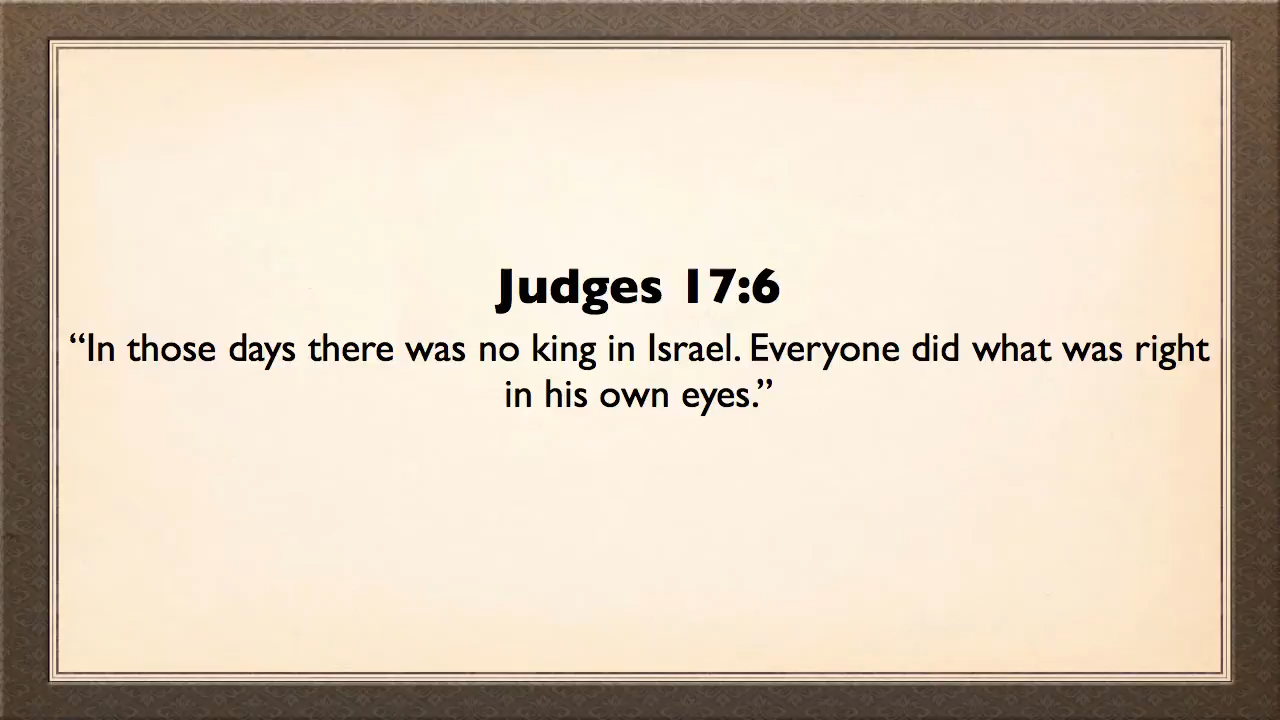 Judges 17:6
“In those days there was no king in Israel. Everyone did what was right
in his own eyes.”